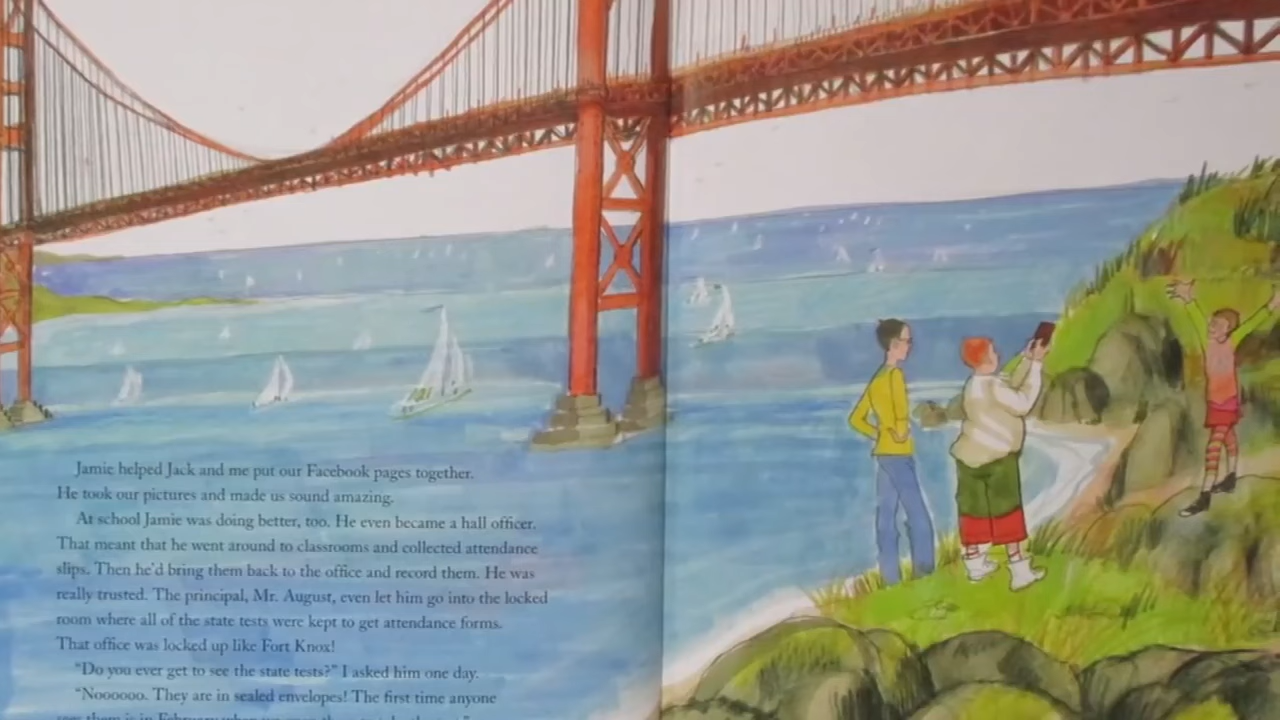 Jamie helped Jack and me put our Facebook pages together.
He took our pictures and made us sound amazing.
At school Jamie was doing better, too. He even became a hall officer.
That meant that he went around to classrooms and collected attendance
slips. Then he'd bring them back to the office and record them. He was
really trusted. The principal, Mr. August, even let him go into the locked
room where all of the state tests were kept to get attendance forms.
That office was locked up like Fort Knox!
"Do you ever get to see the state tests?" I asked him one day.
"Noooooo. They are in sealed envelopes! The first time anyone